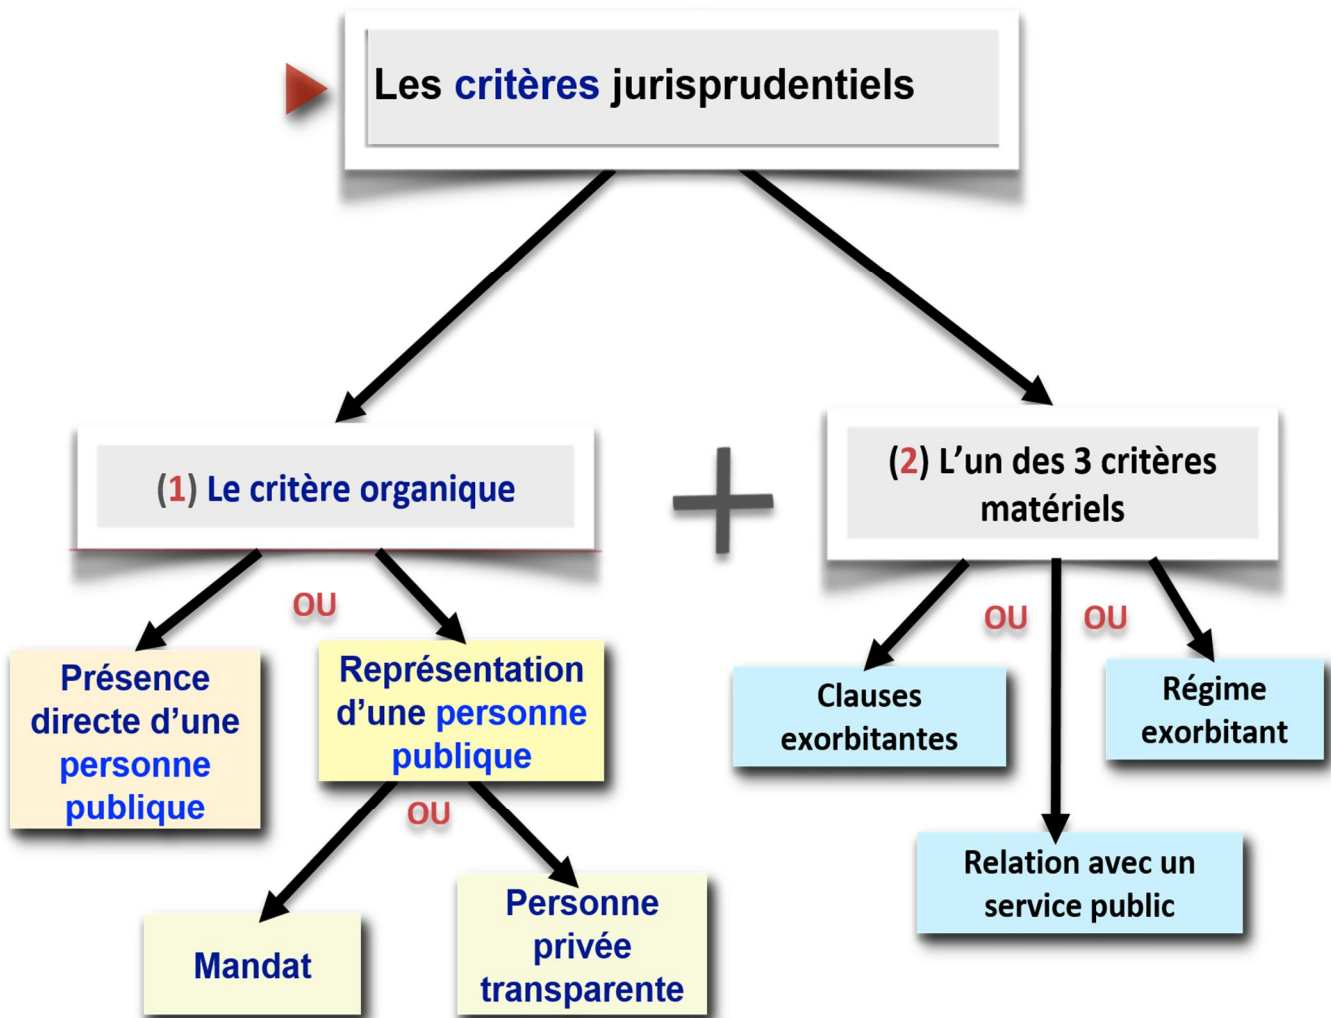 Les critères jurisprudentiels
(1) Le critère organique
(2) L’un des 3 critères
matériels
OU
Présence
directe d’une
personne
publique
Représentation
d’une personne
publique
OU
Mandat
Personne
privée
transparente
OU
OU
Clauses
exorbitantes
Régime
exorbitant
Relation avec un
service public